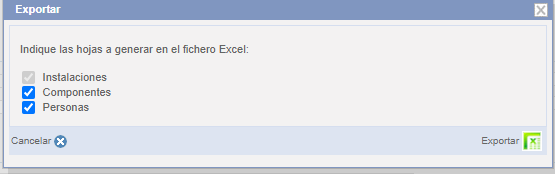 Exportar
Indique las hojas a generar en el fichero Excel:
Instalaciones
Componentes
Personas
Cancelar
Exportar